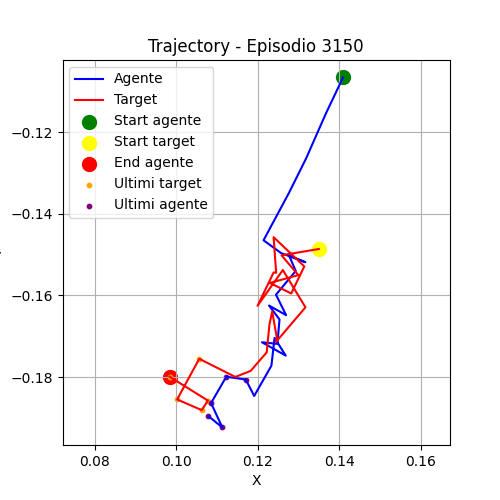 Trajectory - Episodio 3150
Agente
Target
Start agente
Start target
End agente
Ultimi target
Ultimi agente
−0.12
−0.14
−0.16
−0.18
0.08 0.10 0.12 0.14 0.16
X